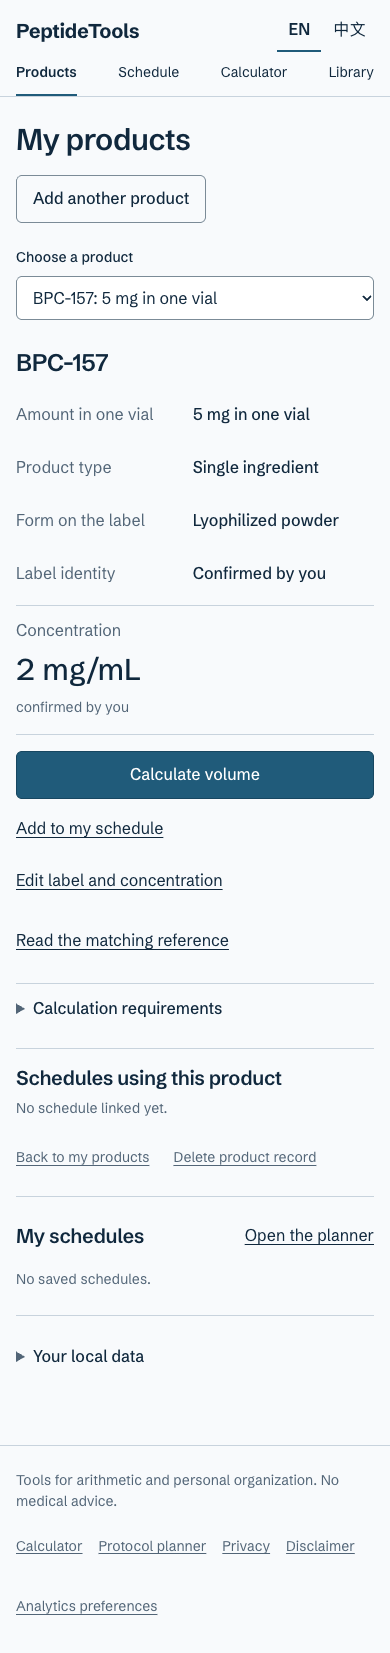 PeptideTools
EN 中文
Products Schedule Calculator Library
My products
Add another product
Choose a product
BPC-157: 5 mg in one vial
BPC-157
Amount in one vial 5 mg in one vial
Product type Single ingredient
Form on the label Lyophilized powder
Label identity Confirmed by you
Concentration
2 mg/mL
confirmed by you
Calculate volume
Add to my schedule
Edit label and concentration
Read the matching reference
Calculation requirements
Schedules using this product
No schedule linked yet.
Back to my products Delete product record
My schedules Open the planner
No saved schedules.
Your local data
Tools for arithmetic and personal organization. No
medical advice.
Calculator Protocol planner Privacy Disclaimer
Analytics preferences